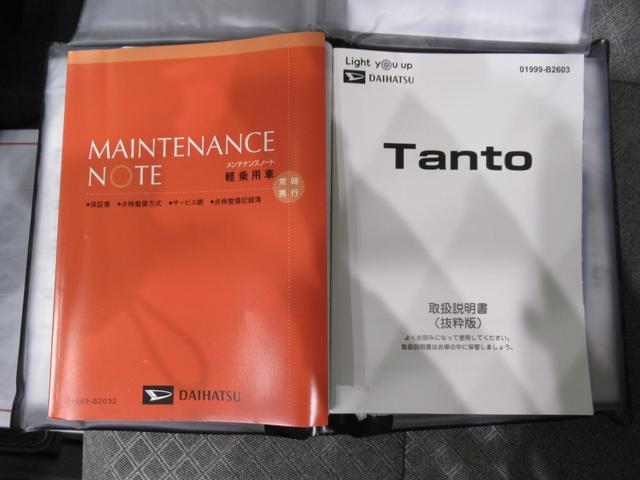 MAINTENANCE
NOTE
メンテナンスノート
軽乗用車
常時
携行
●保証書 ●点検整備方式 ●サービス網 ●点検整備記録簿
01089-B2032
DAIHATSU
Light you up
DAIHATSU
01999-B2603
Tanto
取扱説明書
（抜粋版）
よくお読みになって使用してください。
取扱説明書はお車の中に保管しましょう。